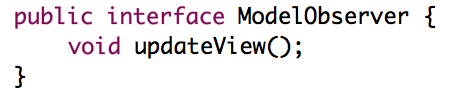 public interface ModelObserver {
    void updateView();
}